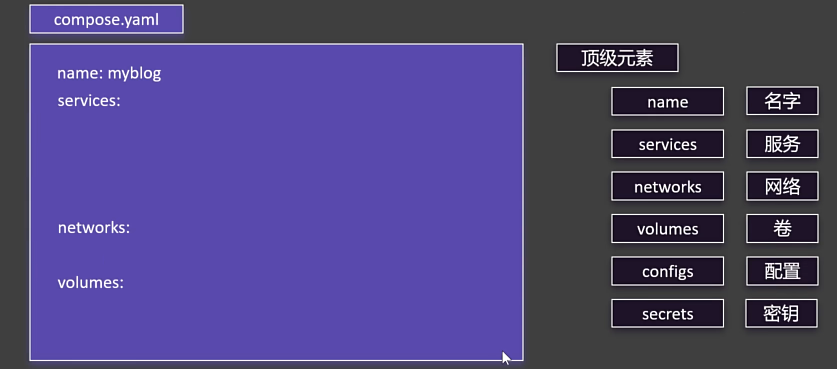 compose.yaml
name: myblog
services:
networks:
volumes:
顶级元素
name 名字
services 服务
networks 网络
volumes 卷
configs 配置
secrets 密钥